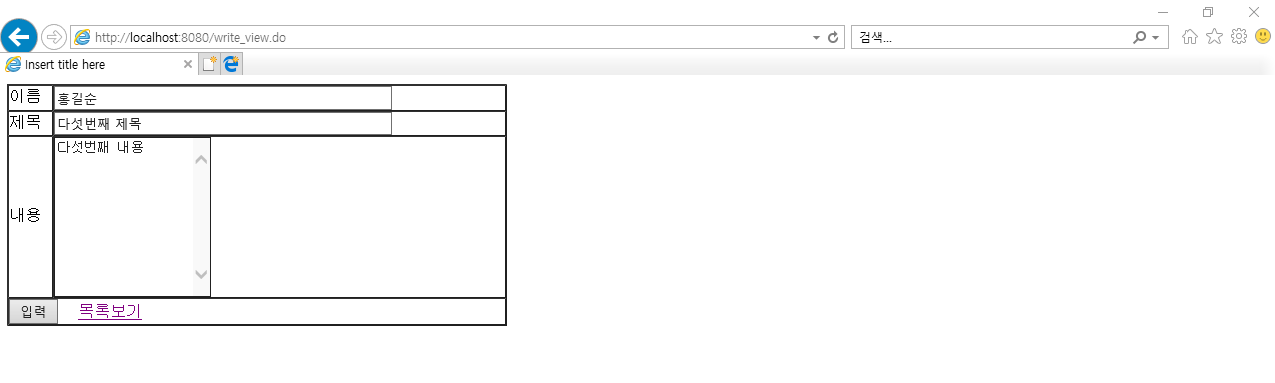 http://localhost:8080/write_view.do 검색...
Insert title here
이름 홍길순
제목 다섯번째 제목
다섯번째 내용
내용
입력 목록보기